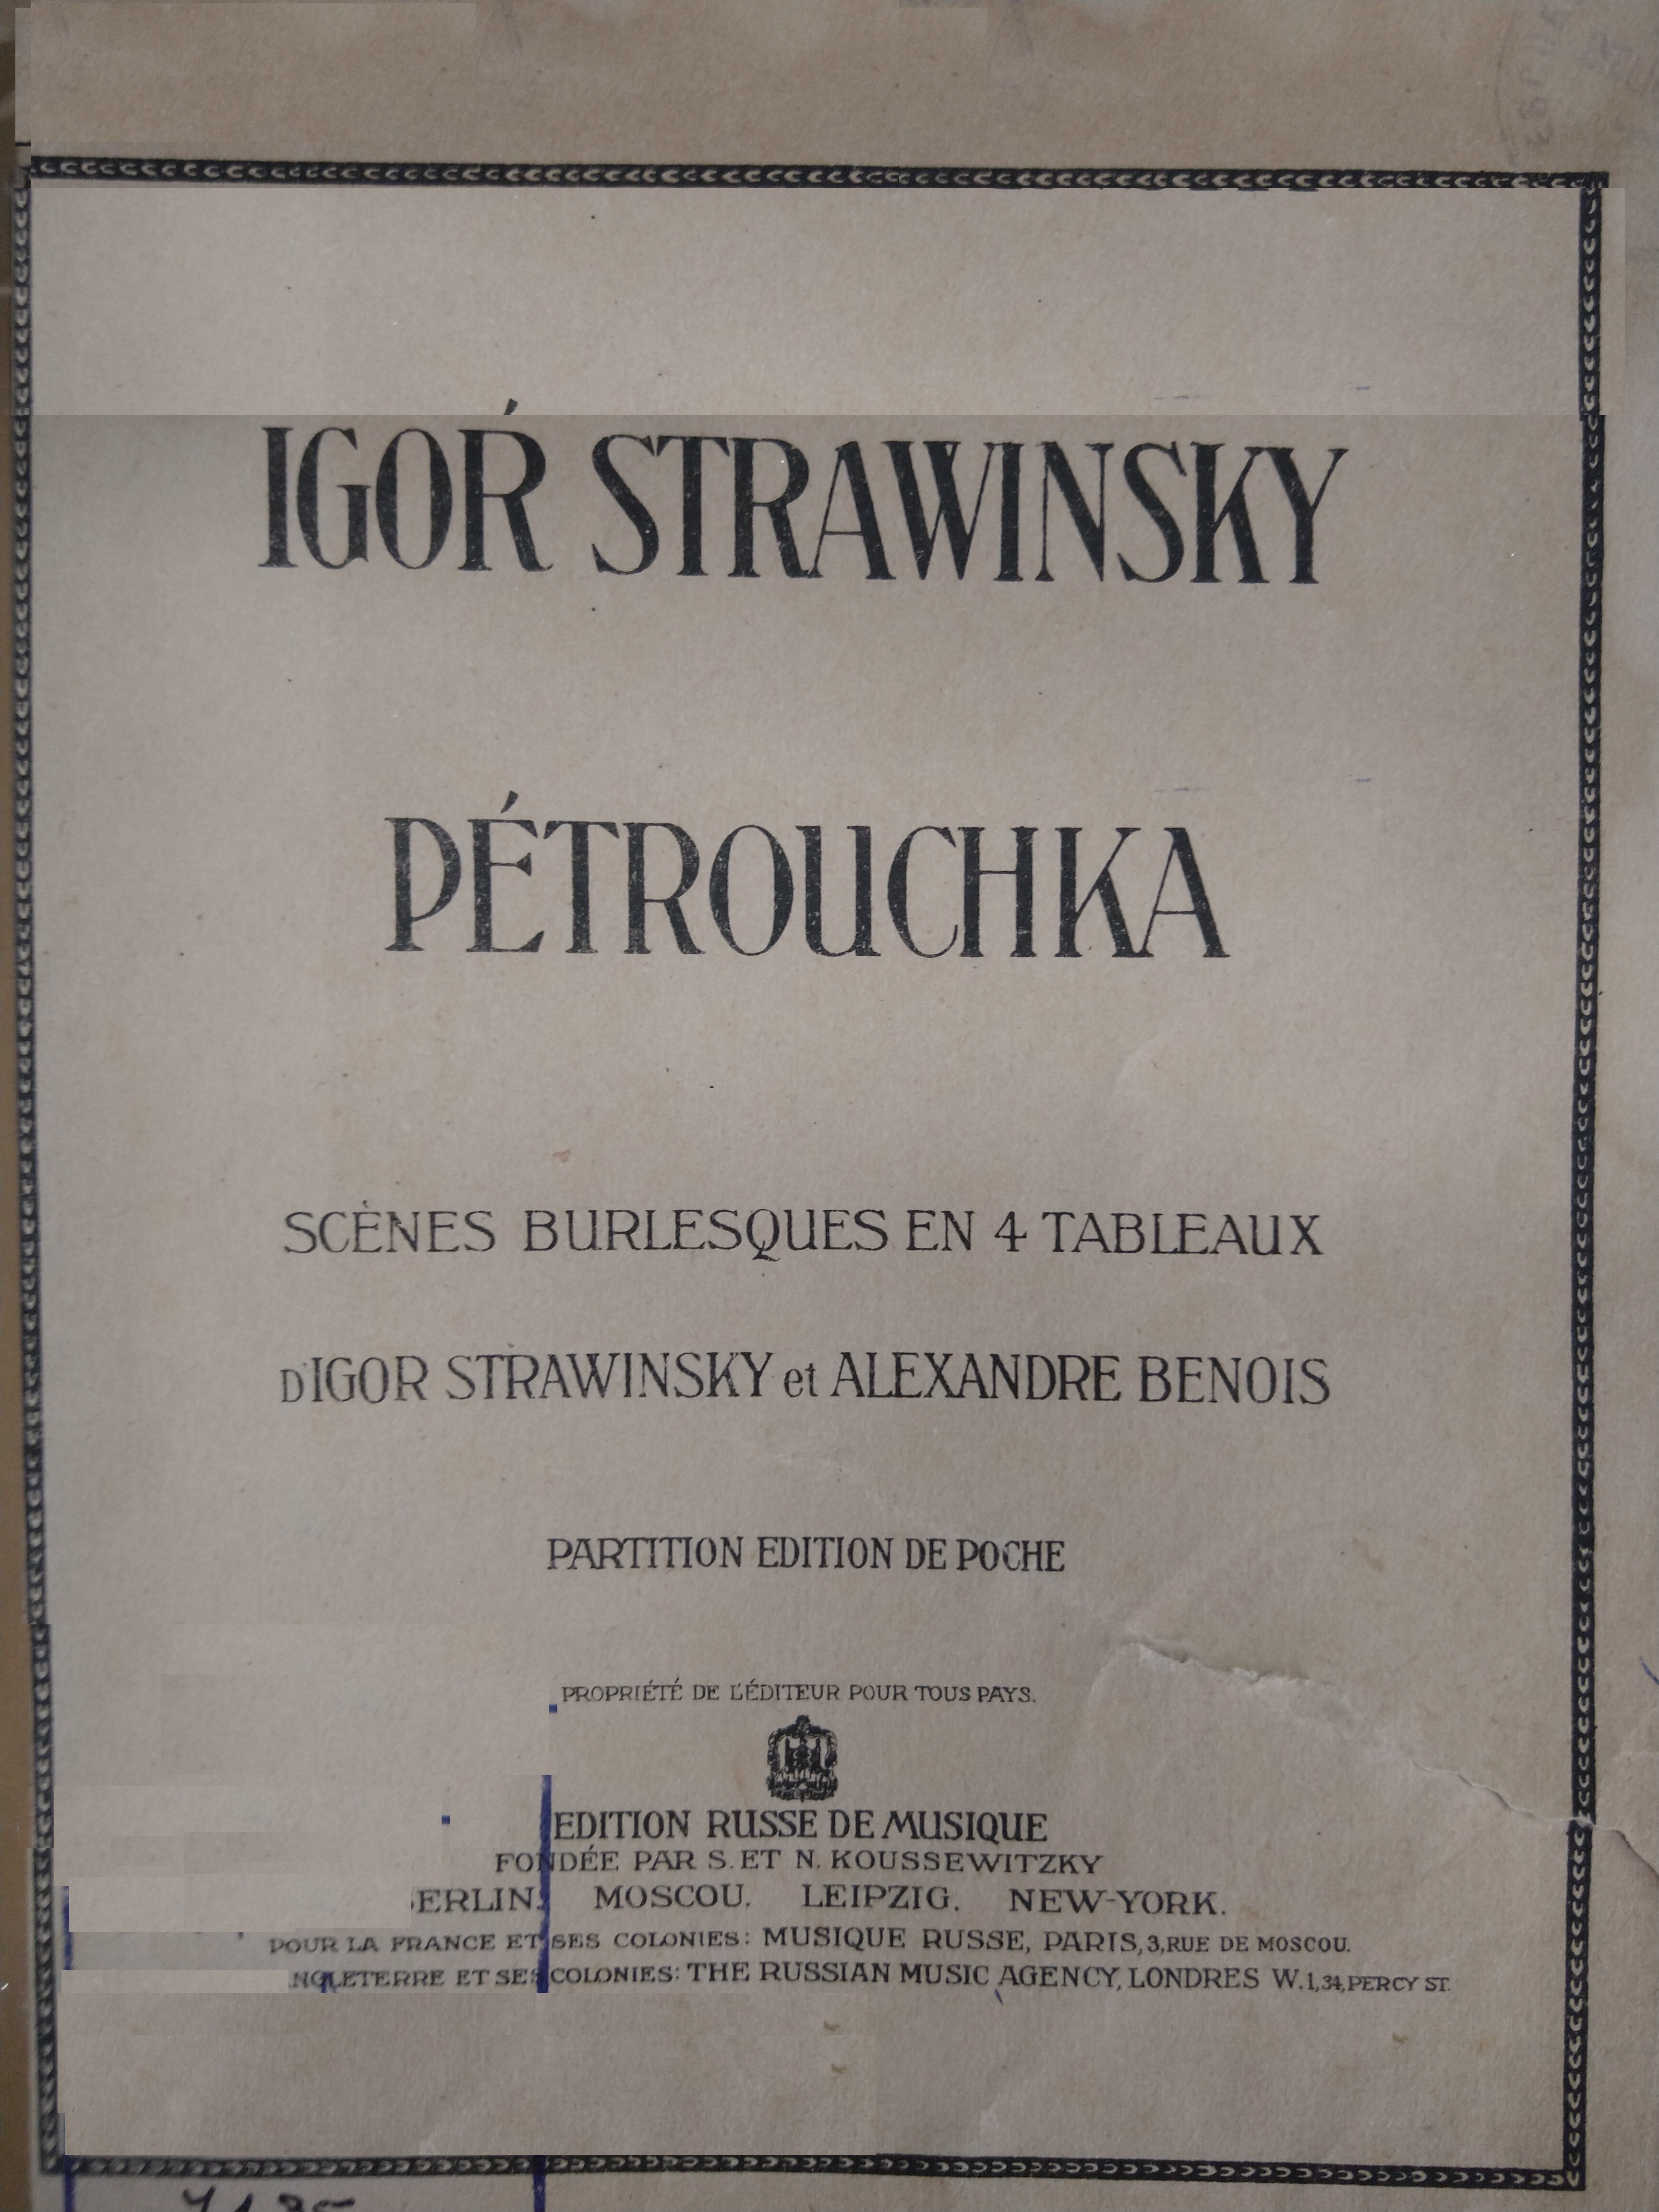 IGOŔ STRAWINSKY
PÉTROUCHKA
SCÈNES BURLESQUES EN 4 TABLEAUX
D'IGOR STRAWINSKY et ALEXANDRE BENOIS
PARTITION EDITION DE POCHE
PROPRIÉTÉ DE L'ÉDITEUR POUR TOUS PAYS.
EDITION RUSSE DE MUSIQUE
FONDÉE PAR S. ET N. KOUSSEWITZKY
ERLIN. MOSCOU. LEIPZIG. NEW-YORK.
POUR LA FRANCE ET SES COLONIES: MUSIQUE RUSSE, PARIS, 3, RUE DE MOSCOU.
NGLETERRE ET SES COLONIES: THE RUSSIAN MUSIC AGENCY, LONDRES W.1, 34, PERCY ST.